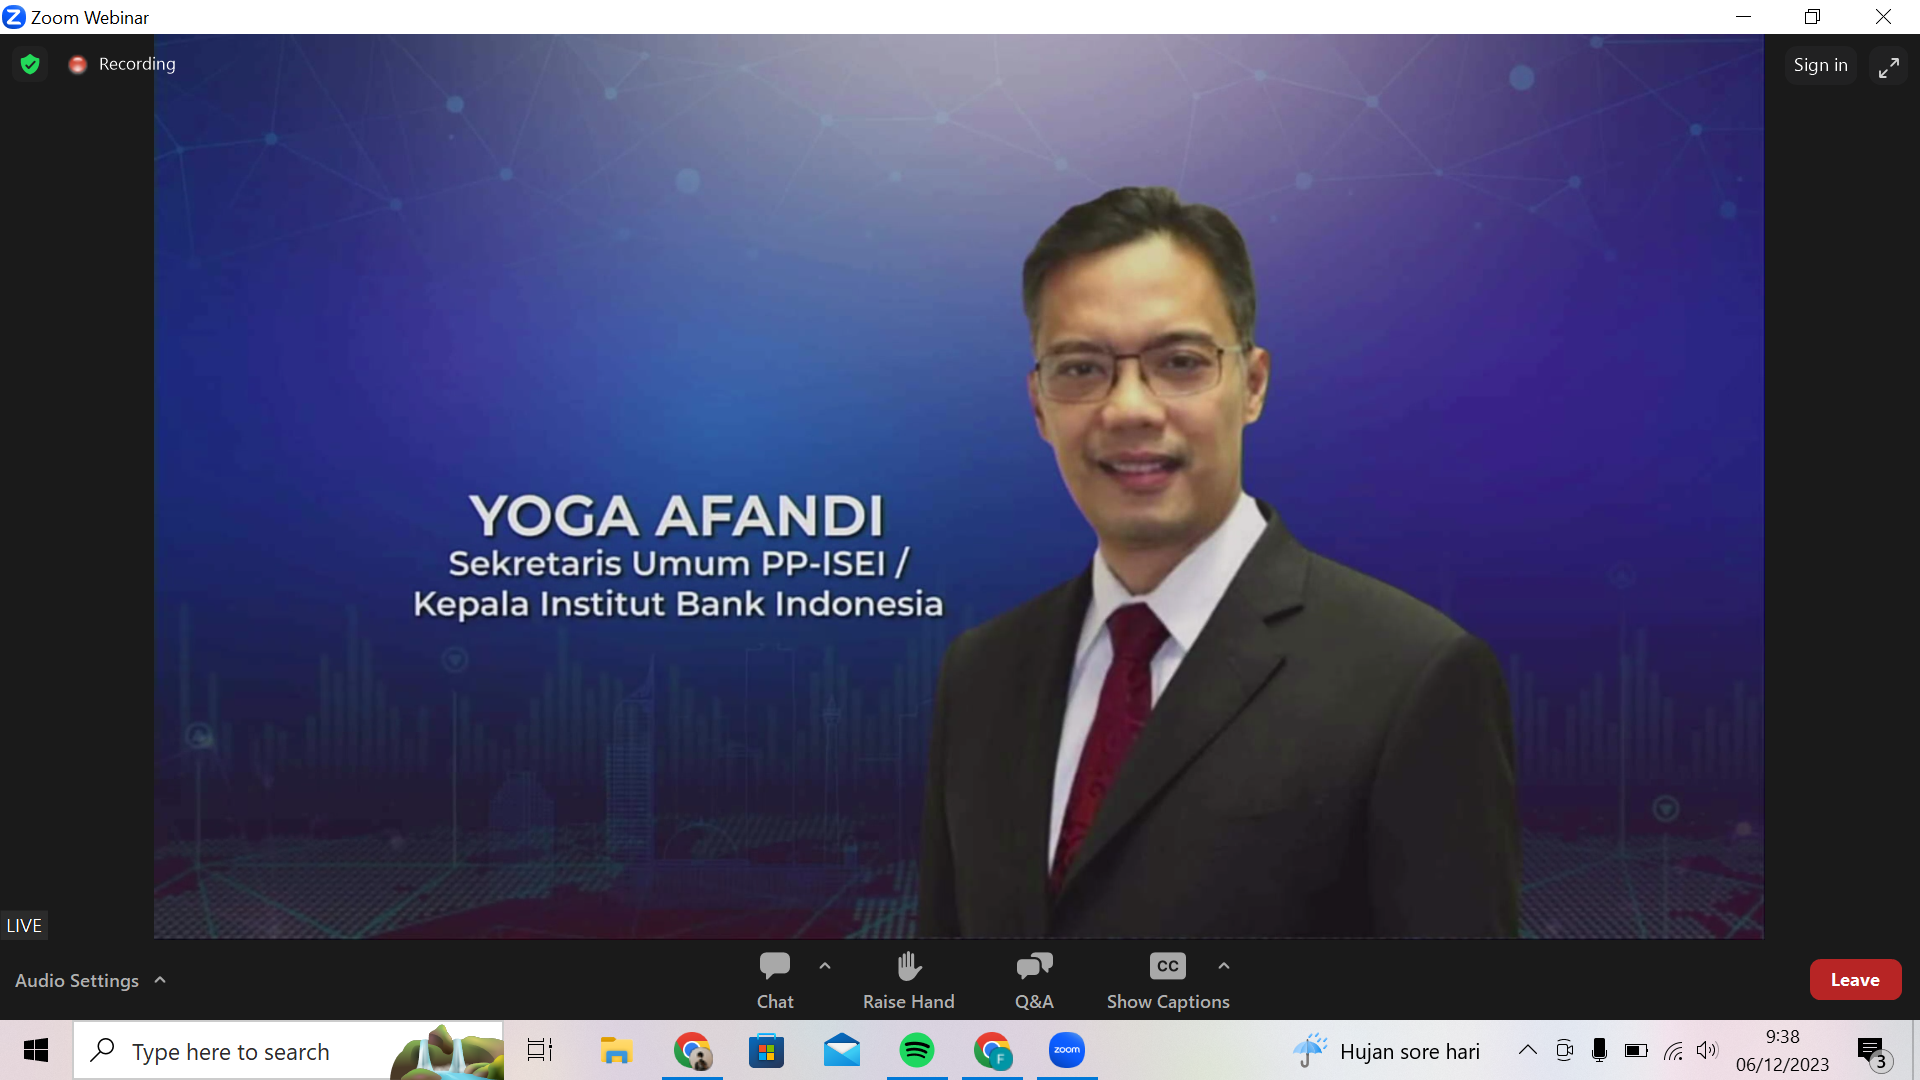 Zoom Webinar
Recording
Sign in
YOGA AFANDI
Sekretaris Umum PP-ISEI /
Kepala Institut Bank Indonesia
LIVE
Audio Settings
Chat
Raise Hand
Q&A
CC
Show Captions
Leave
Type here to search
F
zoom
Hujan sore hari
9:38
06/12/2023
3